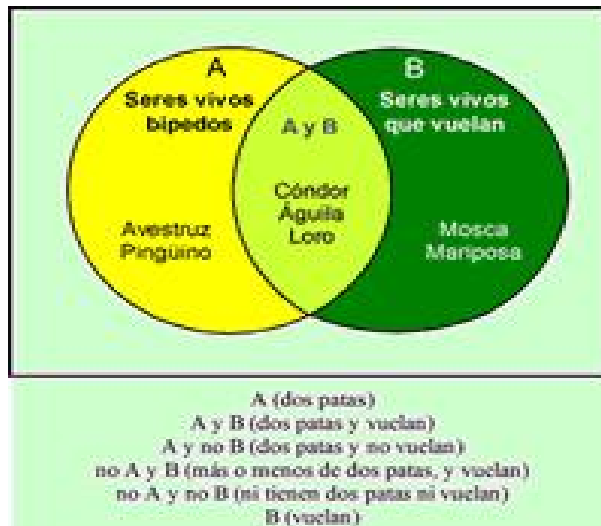 A
Seres vivos
bípedos
Avestruz
Pingüino
A y B
Cóndor
Águila
Loro
B
Seres vivos
que vuelan
Mosca
Mariposa
A (dos patas)
A y B (dos patas y vuelan)
A y no B (dos patas y no vuelan)
no A y B (más o menos de dos patas, y vuelan)
no A y no B (ni tienen dos patas ni vuelan)
B (vuelan)